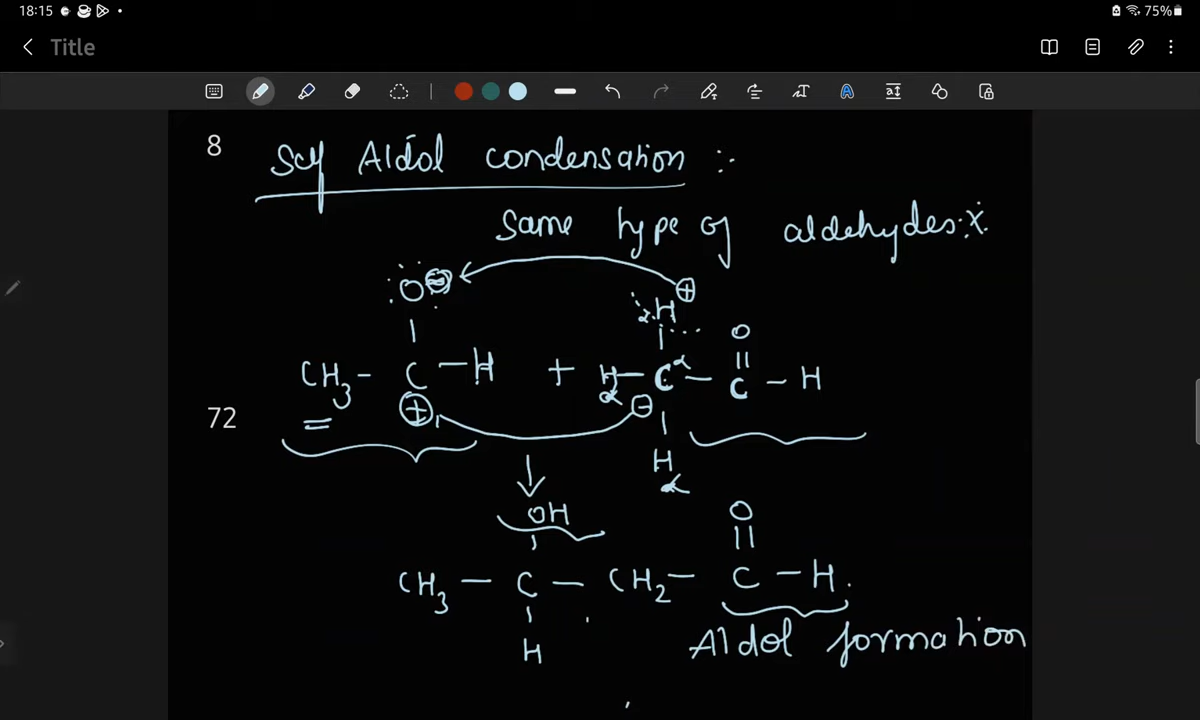 18:15 75%
Title
8 Self Aldol condensation :-
Same type of aldehydes
O ⊖ H ⊕ O
CH3 - C - H + H - C α - C - H
α
72 ⊕ ⊖
H
α
OH O
CH3 - C - CH2 - C - H.
H
Aldol formation